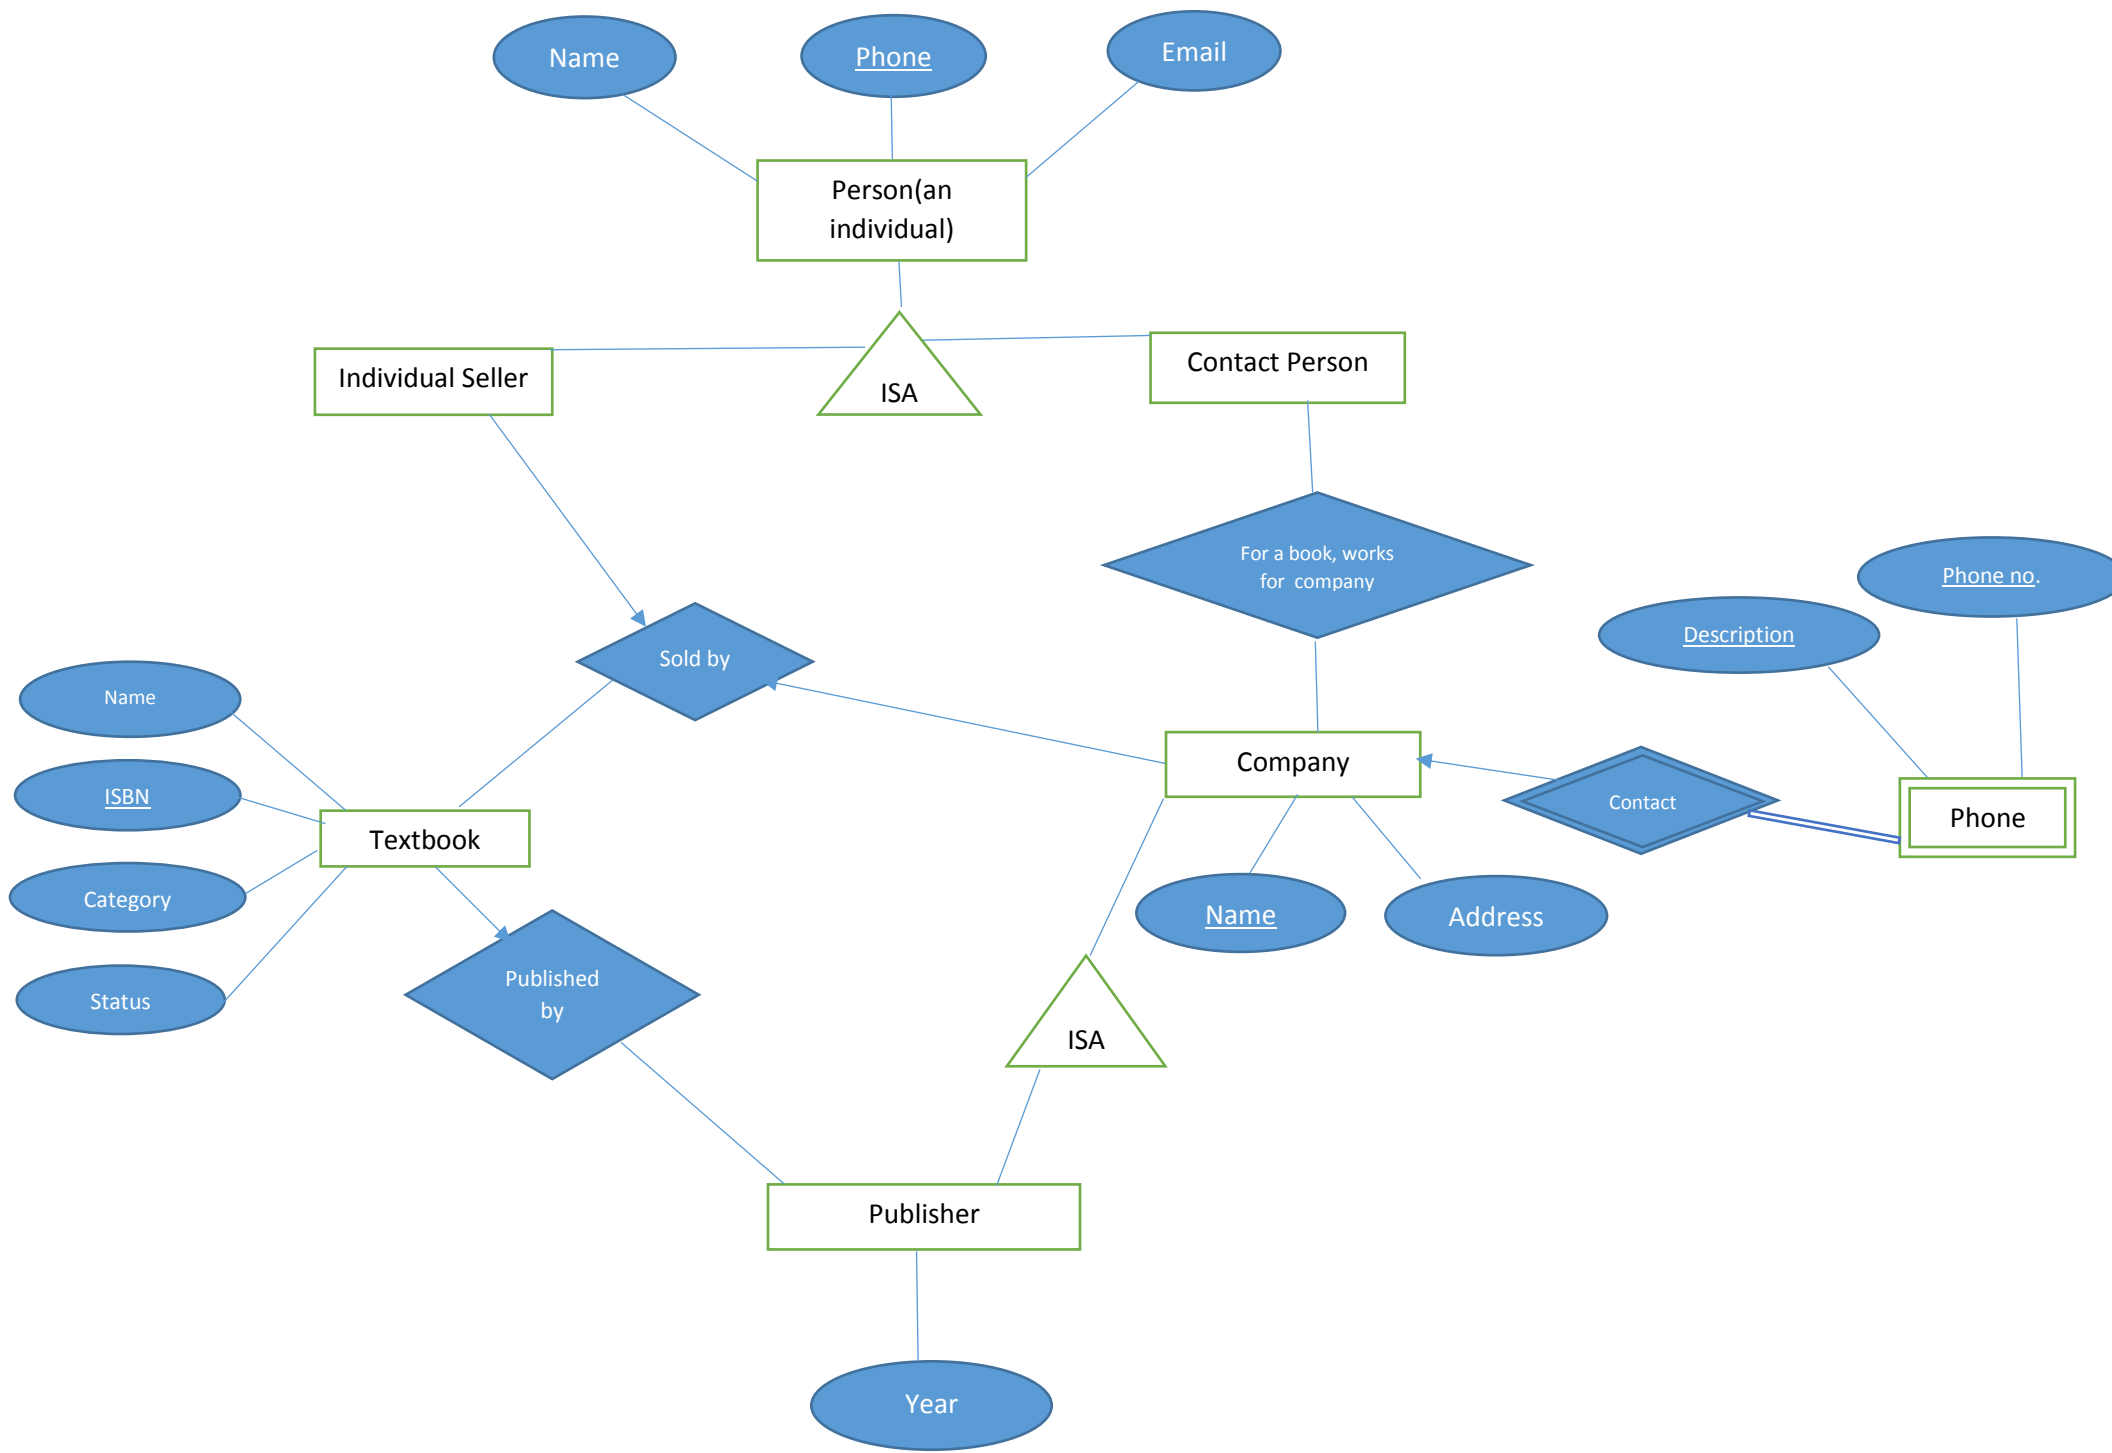 Name
Phone
Email
Person(an
individual)
Individual Seller
ISA
Contact Person
For a book, works
for  company
Phone no.
Description
Sold by
Name
ISBN
Textbook
Category
Status
Company
Contact
Phone
Name
Address
Published
by
ISA
Publisher
Year